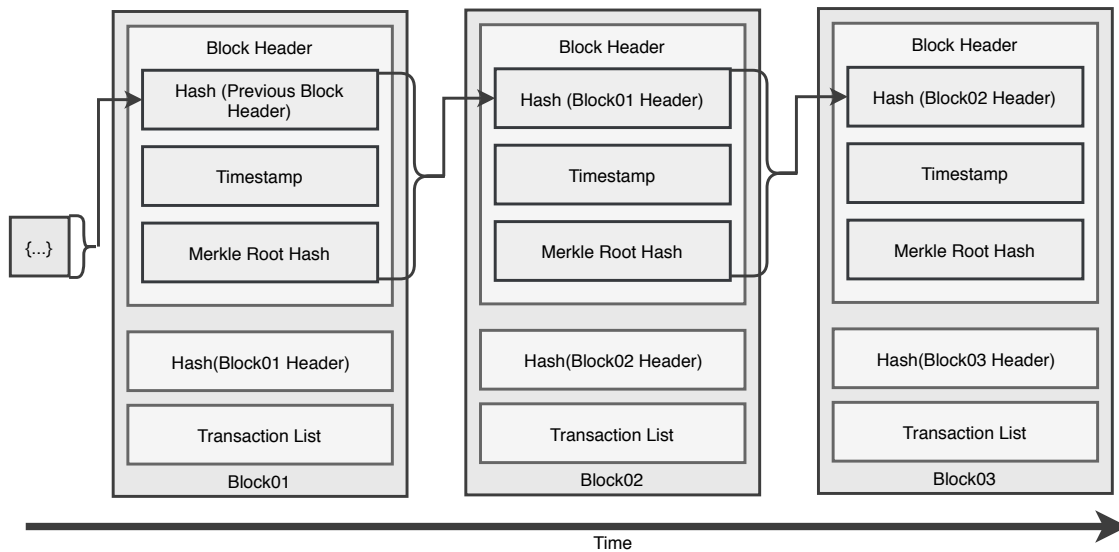 {...}
Block Header
Hash (Previous Block
Header)
Timestamp
Merkle Root Hash
Hash(Block01 Header)
Transaction List
Block01
Block Header
Hash (Block01 Header)
Timestamp
Merkle Root Hash
Hash(Block02 Header)
Transaction List
Block02
Block Header
Hash (Block02 Header)
Timestamp
Merkle Root Hash
Hash(Block03 Header)
Transaction List
Block03
Time